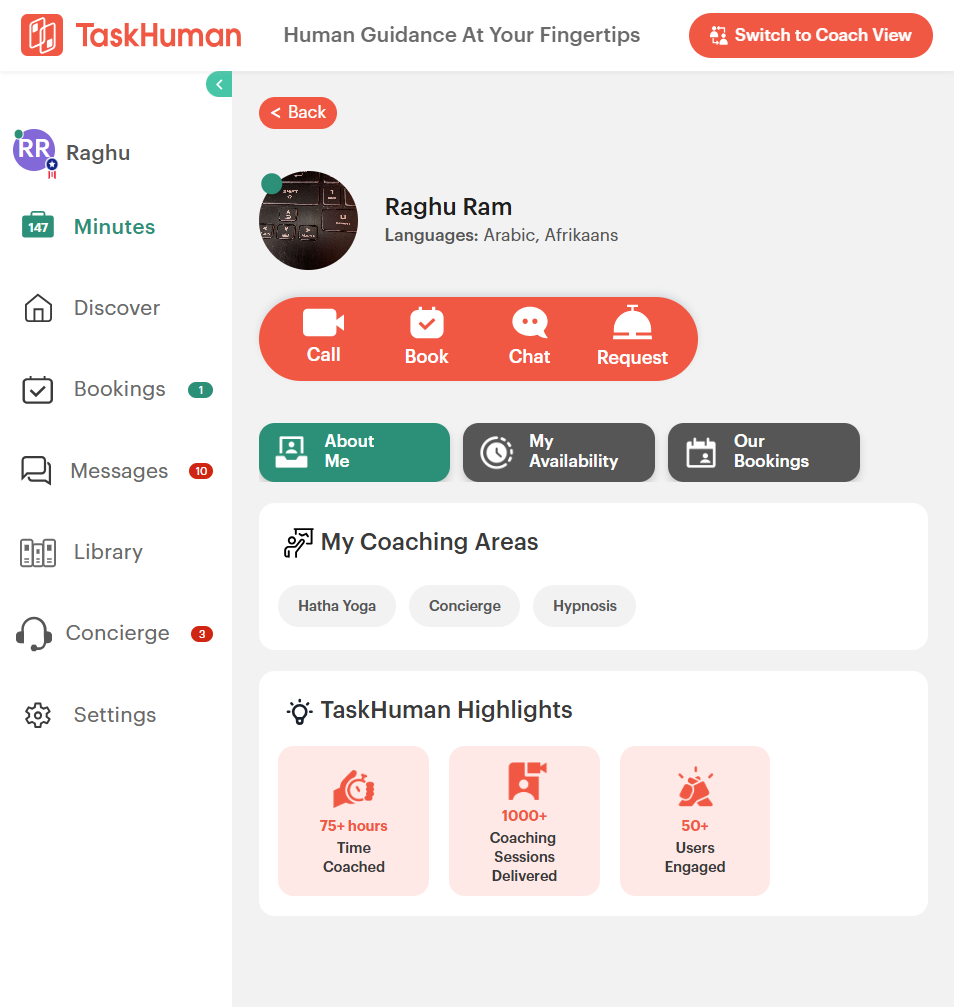 TaskHuman
Human Guidance At Your Fingertips
Switch to Coach View
< Back
RR
Raghu
147
Minutes
Discover
Bookings
1
Messages
10
Library
Concierge
3
Settings
Raghu Ram
Languages: Arabic, Afrikaans
Call
Book
Chat
Request
About
Me
My
Availability
Our
Bookings
My Coaching Areas
Hatha Yoga
Concierge
Hypnosis
TaskHuman Highlights
75+ hours
Time
Coached
1000+
Coaching
Sessions
Delivered
50+
Users
Engaged